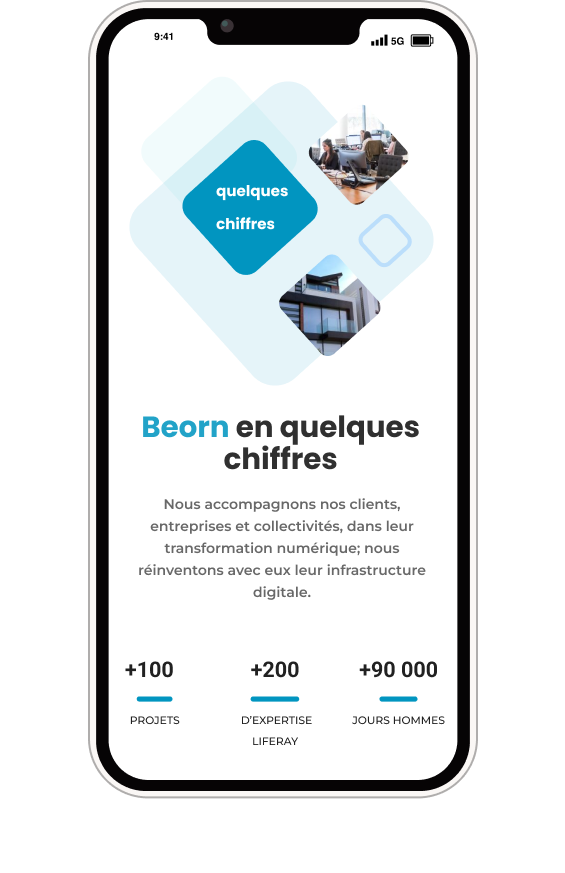 9:41
5G
quelques
chiffres
Beorn en quelques
chiffres
Nous accompagnons nos clients,
entreprises et collectivités, dans leur
transformation numérique; nous
réinventons avec eux leur infrastructure
digitale.
+100 +200 +90 000
PROJETS D’EXPERTISE JOURS HOMMES
LIFERAY